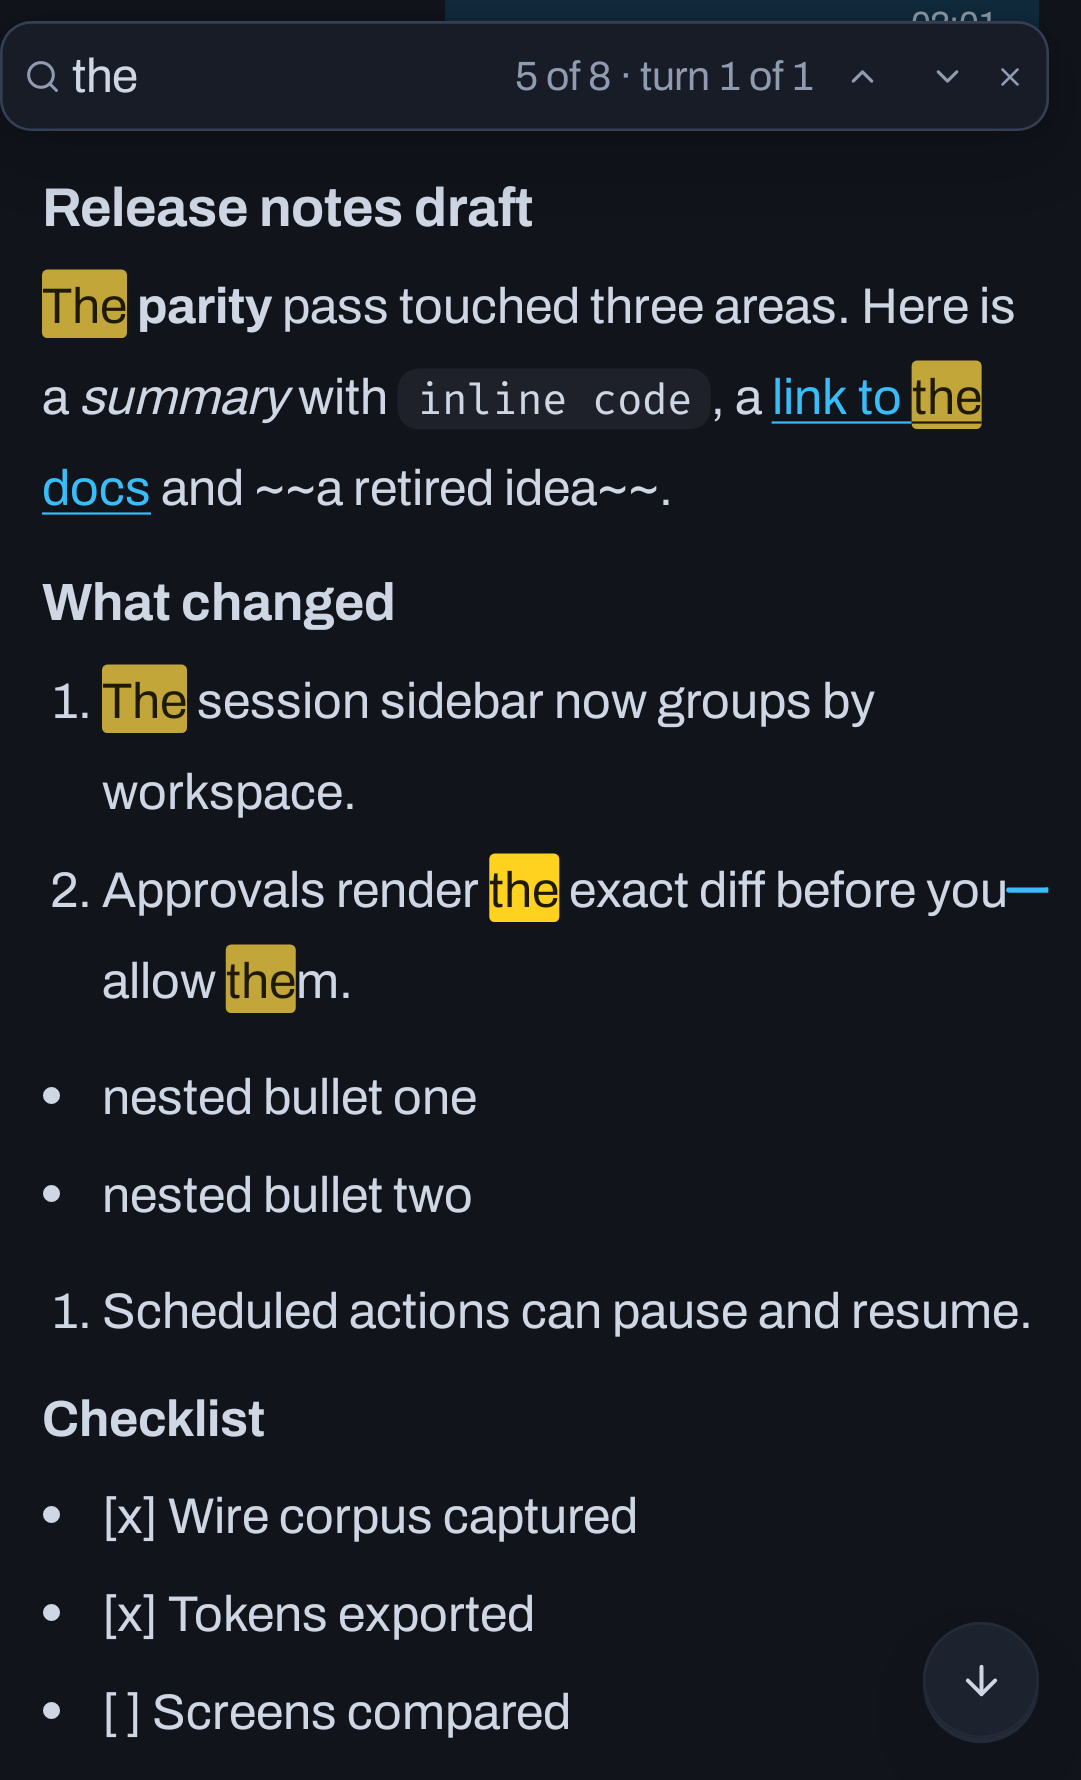 the 5 of 8 · turn 1 of 1
Release notes draft
The parity pass touched three areas. Here is
a summary with inline code , a link to the
docs and ~~a retired idea~~.
What changed
1. The session sidebar now groups by
workspace.
2. Approvals render the exact diff before you
allow them.
• nested bullet one
• nested bullet two
1. Scheduled actions can pause and resume.
Checklist
• [x] Wire corpus captured
• [x] Tokens exported
• [ ] Screens compared